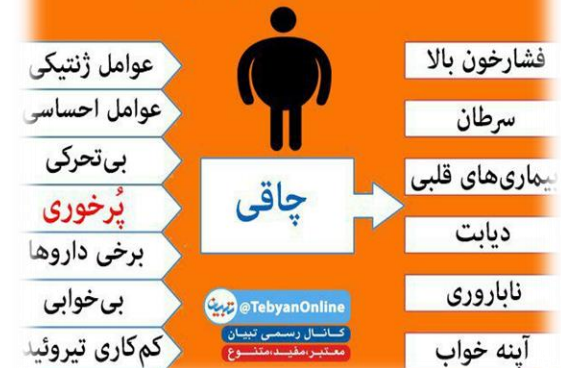 عوامل ژنتیکی
عوامل احساسی
بی‌تحرکی
پُرخوری
برخی داروها
بی‌خوابی
کم‌کاری تیروئید
چاقی
فشارخون بالا
سرطان
بیماری‌های قلبی
دیابت
ناباروری
آپنه خواب
تبیان @TebyanOnline
کانال رسمی تبیان
معتبر،مفید،متنوع